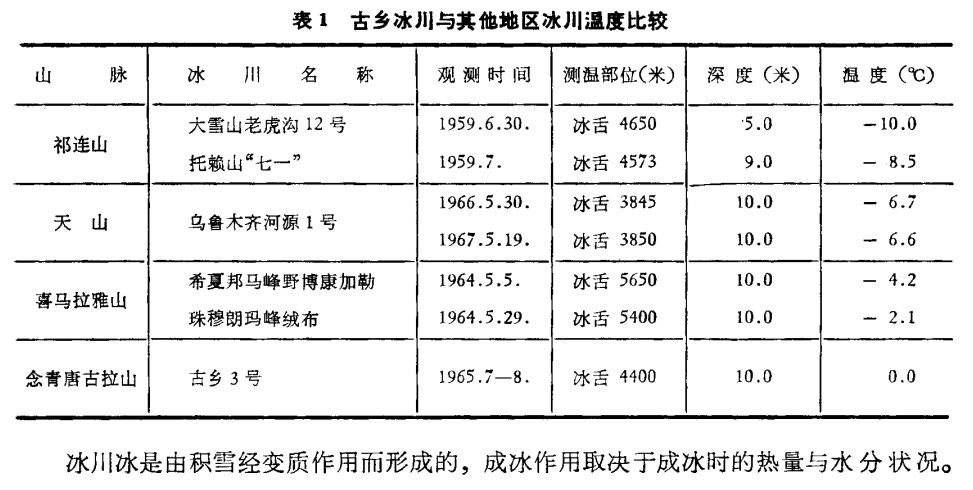 表 1 古乡冰川与其他地区冰川温度比较
山 脉 冰 川 名 称 观 测 时 间 测温部位(米) 深 度 (米) 温 度 (℃)
祁连山 大雪山老虎沟 12 号 1959.6.30. 冰舌 4650 5.0 -10.0
托赖山“七一” 1959.7. 冰舌 4573 9.0 - 8.5
天 山 乌鲁木齐河源 1 号 1966.5.30. 冰舌 3845 10.0 - 6.7
1967.5.19. 冰舌 3850 10.0 - 6.6
喜马拉雅山 希夏邦马峰野博康加勒 1964.5.5. 冰舌 5650 10.0 - 4.2
珠穆朗玛峰绒布 1964.5.29. 冰舌 5400 10.0 - 2.1
念青唐古拉山 古乡 3 号 1965.7—8. 冰舌 4400 10.0 0.0
冰川冰是由积雪经变质作用而形成的，成冰作用取决于成冰时的热量与水分状况。